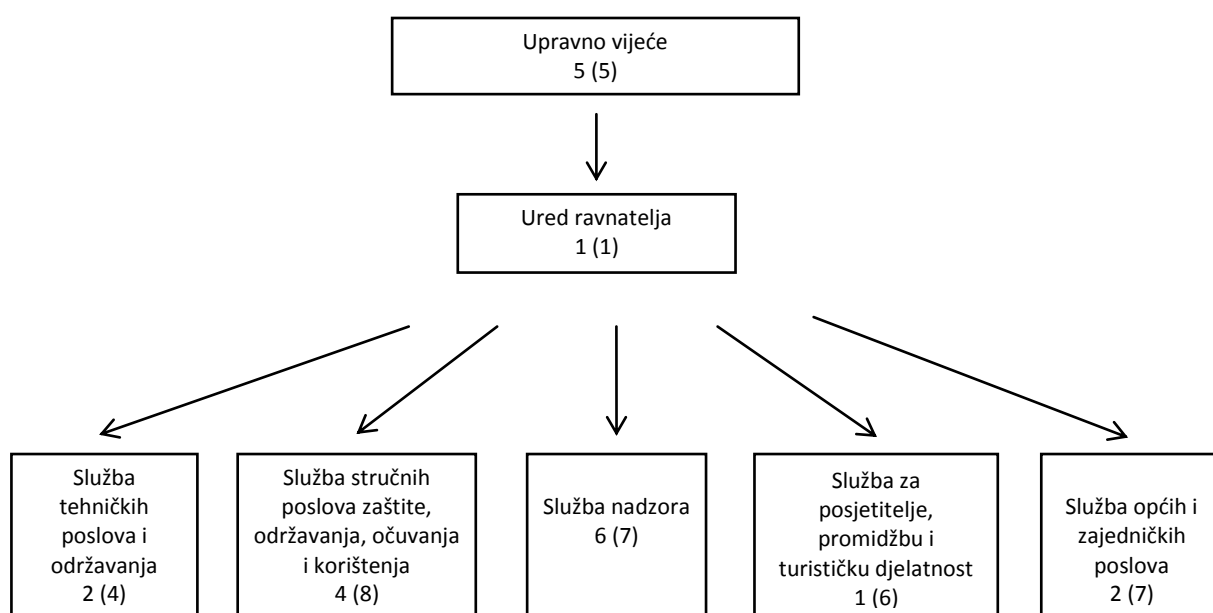 Upravno vijeće
5 (5)
Ured ravnatelja
1 (1)
Služba
tehničkih
poslova i
održavanja
2 (4)
Služba stručnih
poslova zaštite,
održavanja, očuvanja
i korištenja
4 (8)
Služba nadzora
6 (7)
Služba za
posjetitelje,
promidžbu i
turističku djelatnost
1 (6)
Služba općih i
zajedničkih
poslova
2 (7)